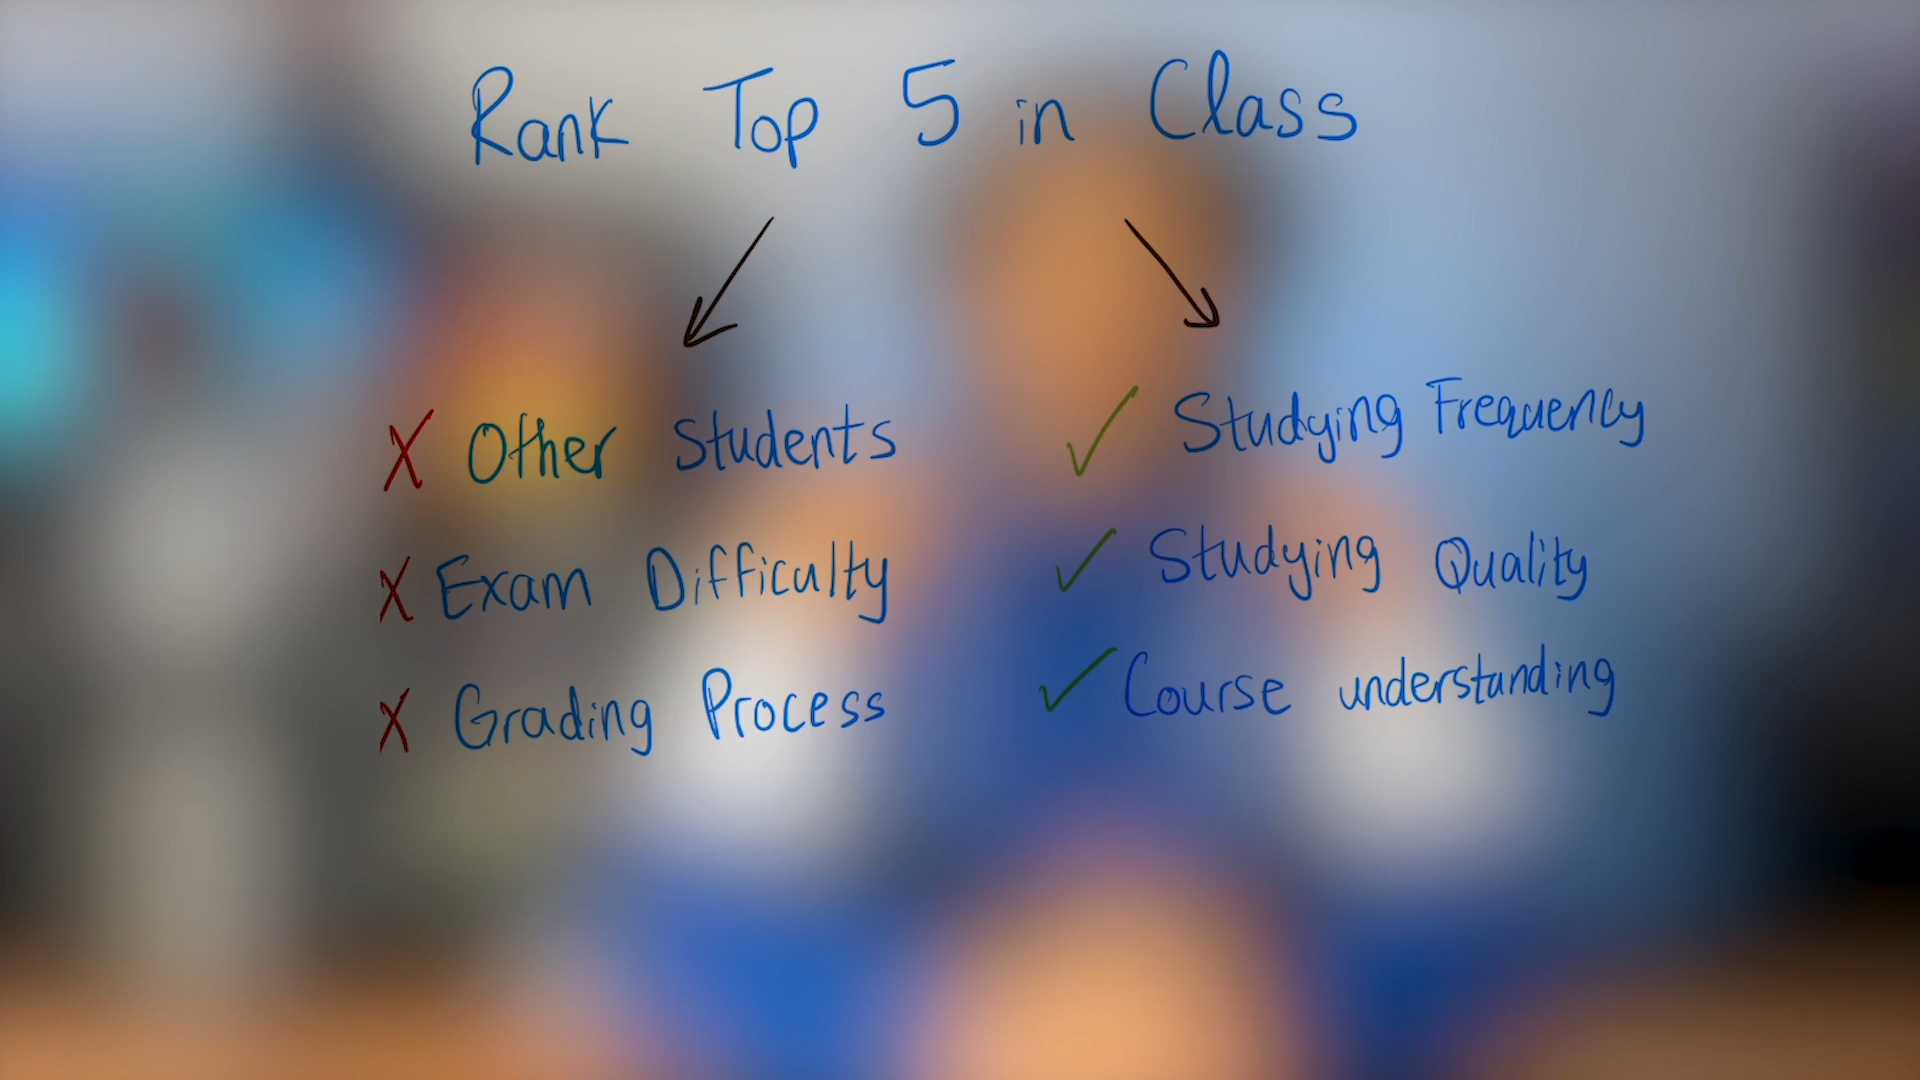 Rank Top 5 in Class
X Other Students
X Exam Difficulty
X Grading Process
✓ Studying Frequency
✓ Studying Quality
✓ Course understanding